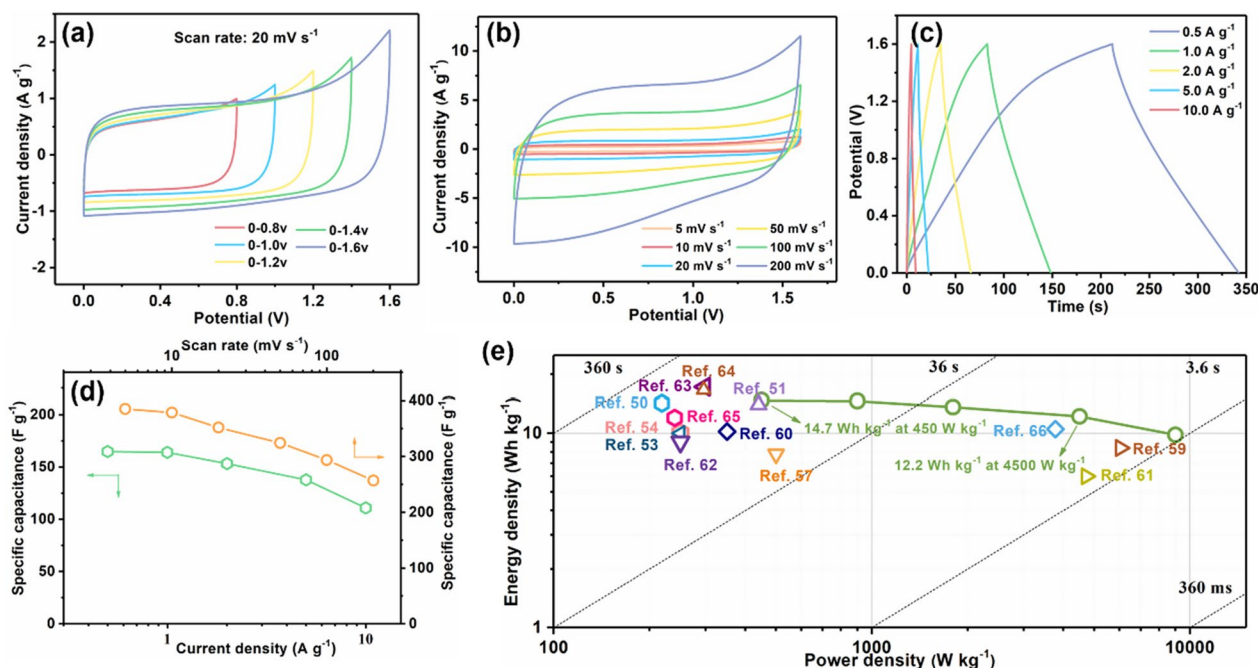 (a)
Scan rate: 20 mV s-1
Current density (A g-1)
2
1
0
-1
-2
0-0.8v
0-1.0v
0-1.2v
0-1.4v
0-1.6v
0.0
0.4
0.8
1.2
1.6
Potential (V)
(b)
Current density (A g-1)
10
5
0
-5
-10
5 mV s-1
10 mV s-1
20 mV s-1
50 mV s-1
100 mV s-1
200 mV s-1
0.0
0.5
1.0
1.5
Potential (V)
(c)
Potential (V)
2.0
1.6
1.2
0.8
0.4
0.0
0.5 A g-1
1.0 A g-1
2.0 A g-1
5.0 A g-1
10.0 A g-1
0
50
100
150
200
250
300
350
Time (s)
(d)
Scan rate (mV s-1)
10
100
Specific capacitance (F g-1)
200
175
150
125
100
75
50
25
0
400
300
200
100
0
Specific capacitance (F g-1)
1
10
Current density (A g-1)
(e)
Energy density (Wh kg-1)
10
1
360 s
36 s
3.6 s
360 ms
Ref. 64
Ref. 63
Ref. 51
Ref. 50
Ref. 65
Ref. 54
Ref. 60
Ref. 53
Ref. 62
Ref. 57
14.7 Wh kg-1 at 450 W kg-1
Ref. 66
Ref. 59
12.2 Wh kg-1 at 4500 W kg-1
Ref. 61
100
1000
10000
Power density (W kg-1)